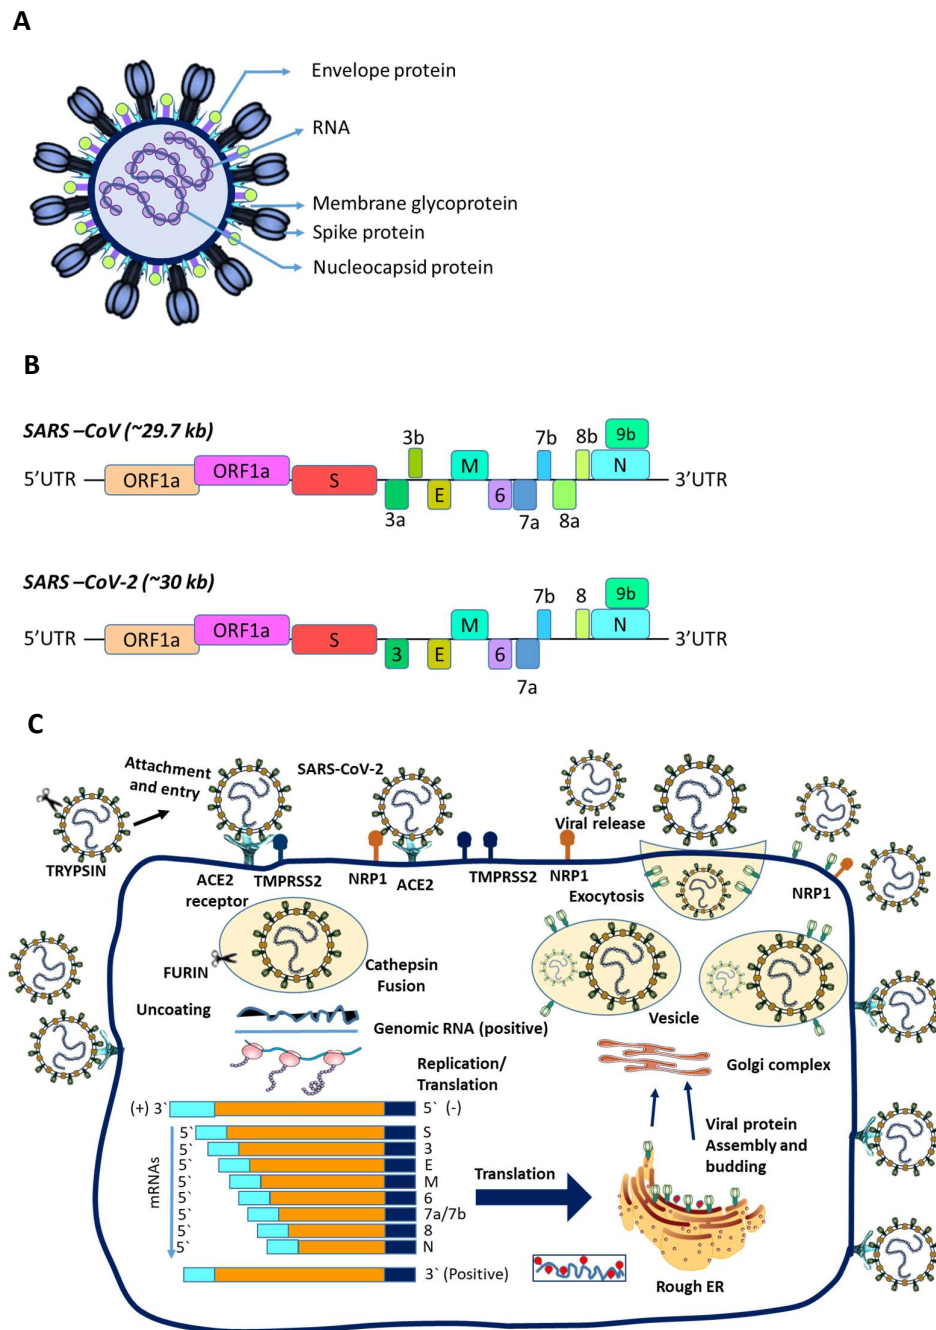 A
Envelope protein
RNA
Membrane glycoprotein
Spike protein
Nucleocapsid protein
B
SARS –CoV (~29.7 kb)
3b
7b
8b
9b
5’UTR
ORF1a
ORF1a
S
M
N
3’UTR
E
6
3a
7a
8a
SARS –CoV-2 (~30 kb)
7b
8
9b
5’UTR
ORF1a
ORF1a
S
M
N
3’UTR
3
E
6
7a
C
Attachment
and entry
SARS-CoV-2
Viral release
TRYPSIN
ACE2
receptor
TMPRSS2
NRP1
ACE2
TMPRSS2
NRP1
Exocytosis
NRP1
FURIN
Cathepsin
Fusion
Uncoating
Genomic RNA (positive)
Vesicle
Golgi complex
Replication/
Translation
(+) 3` 5` (-)
Viral protein
Assembly and
budding
mRNAs
5` S
5` 3
5` E
5` M
5` 6
5` 7a/7b
5` 8
5` N
Translation
3` (Positive)
Rough ER